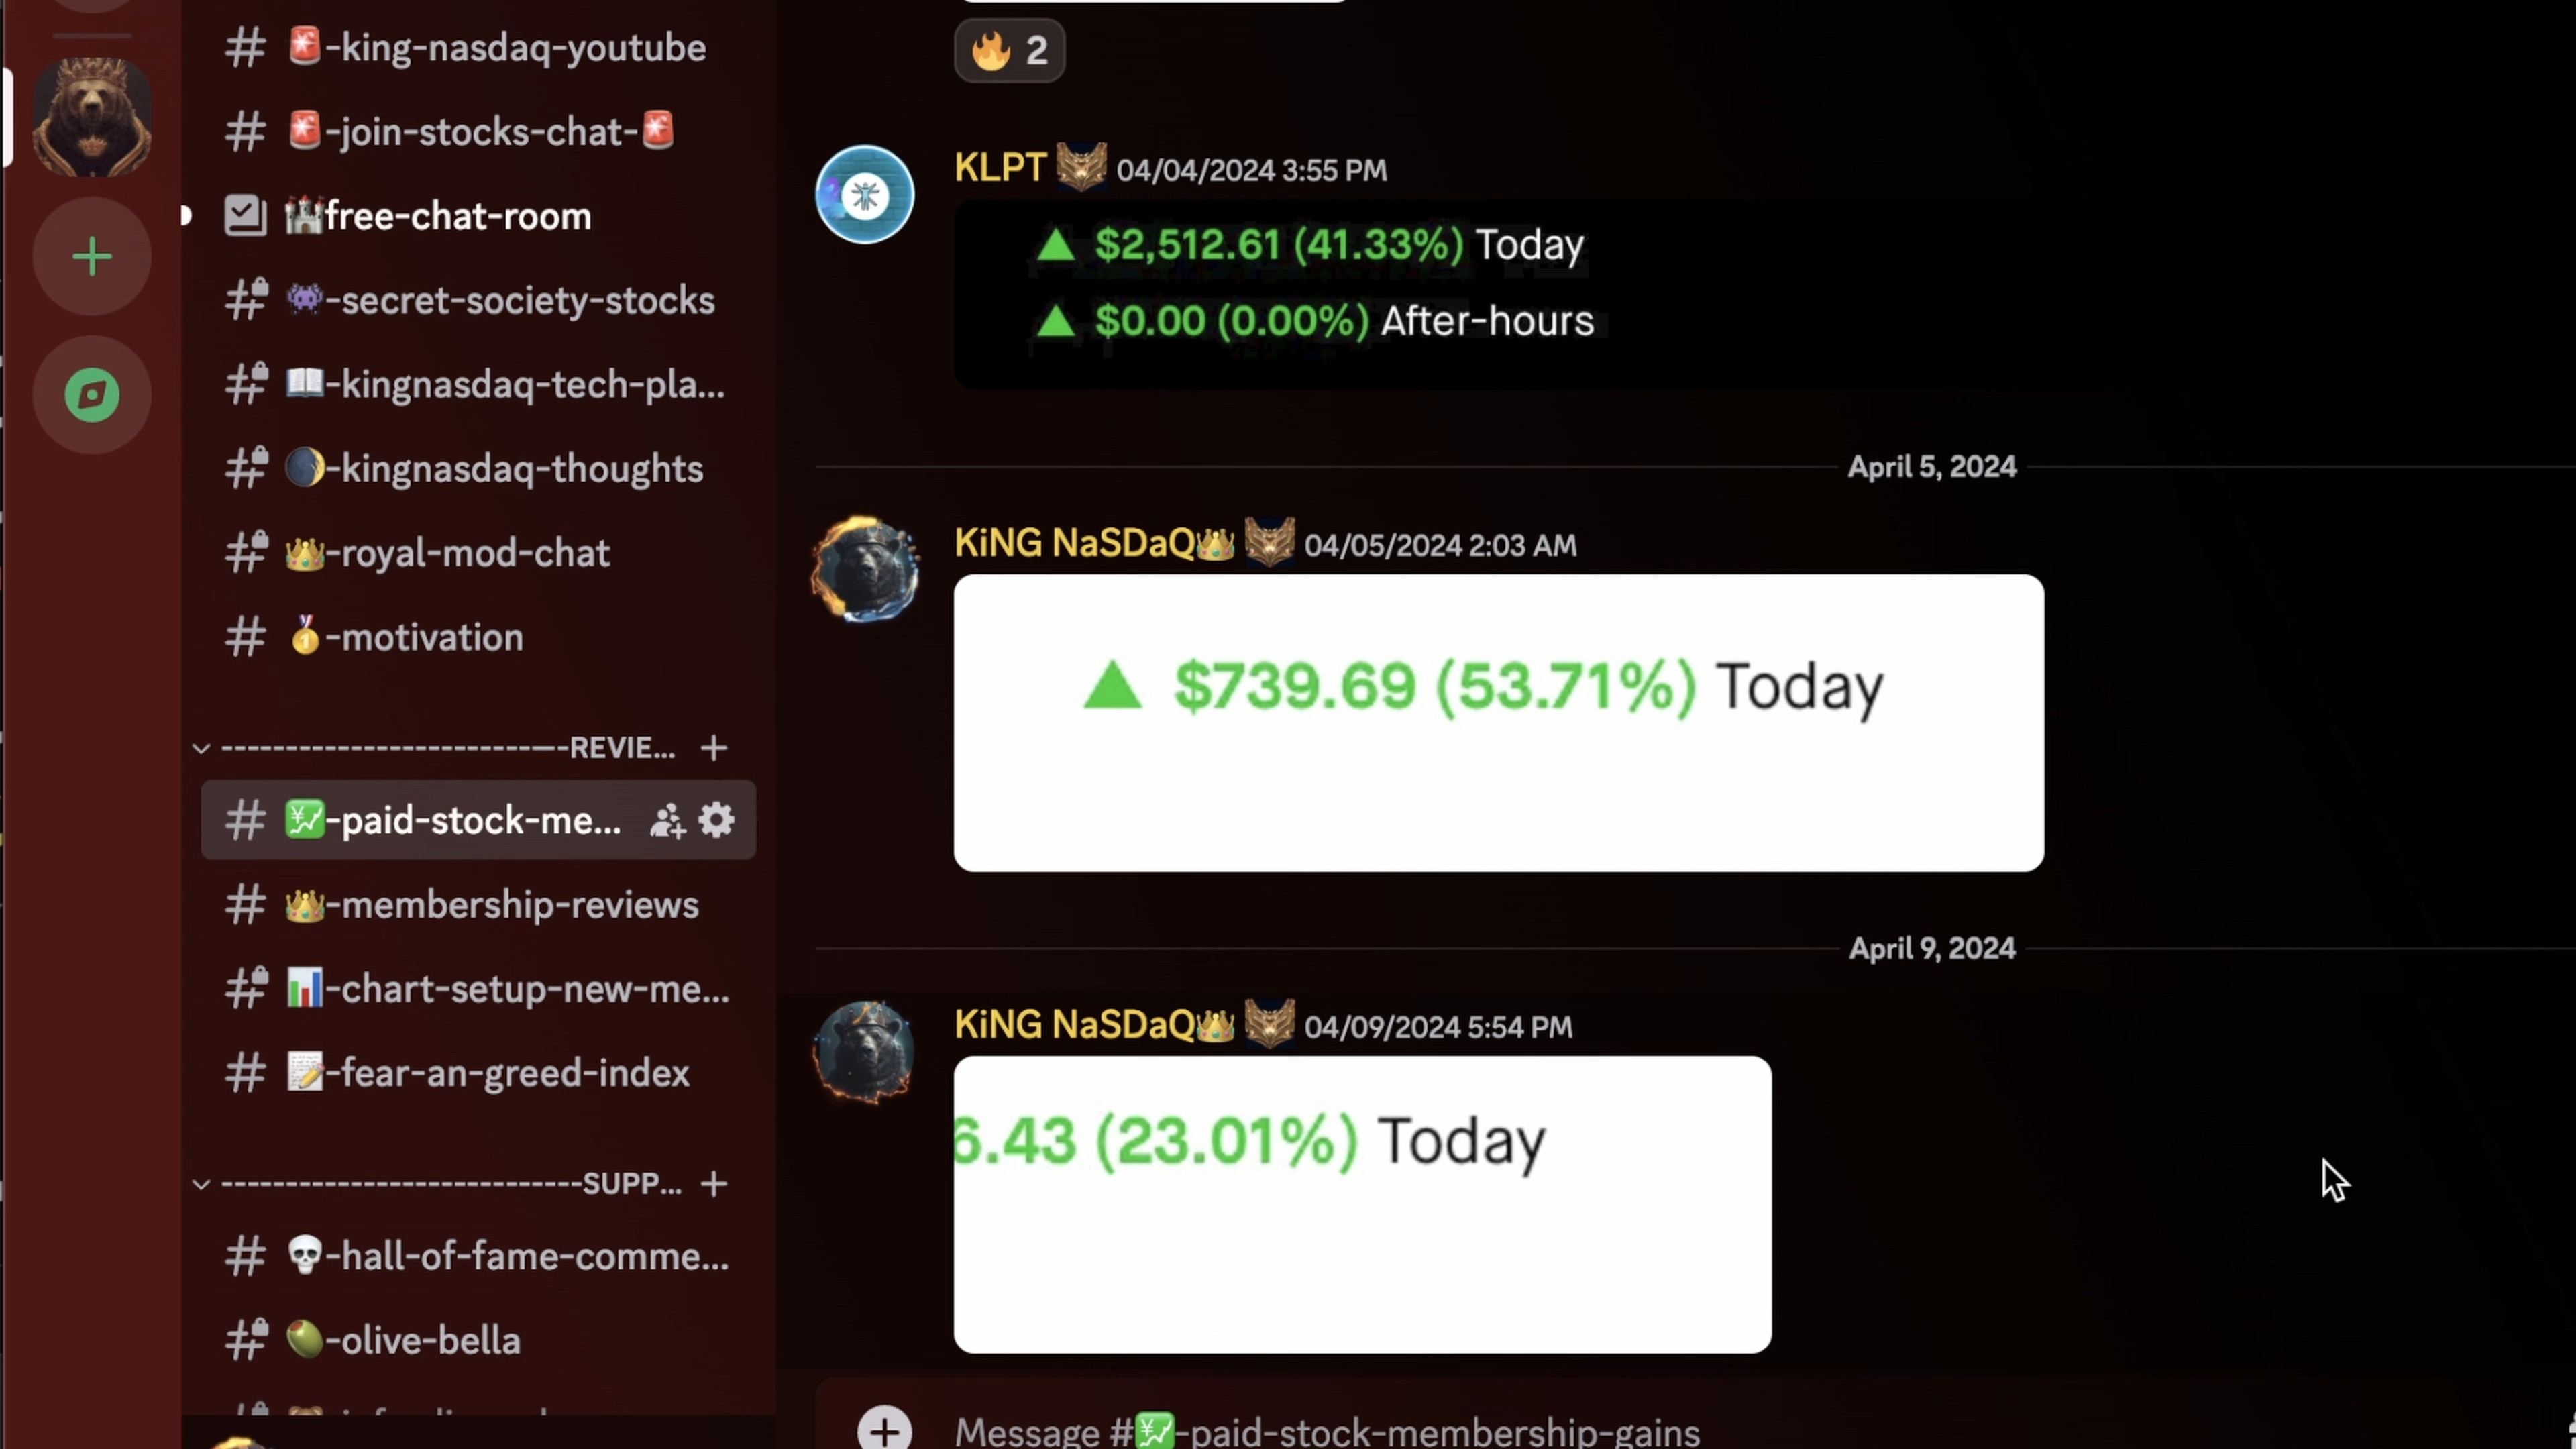 -king-nasdaq-youtube
-join-stocks-chat-
free-chat-room
-secret-society-stocks
-kingnasdaq-tech-pla...
-kingnasdaq-thoughts
-royal-mod-chat
-motivation
--------------------------REVIE...
-paid-stock-me...
-membership-reviews
-chart-setup-new-me...
-fear-an-greed-index
---------------------------SUPP...
-hall-of-fame-comme...
-olive-bella
🔥 2
KLPT 04/04/2024 3:55 PM
▲ $2,512.61 (41.33%) Today
▲ $0.00 (0.00%) After-hours
April 5, 2024
KiNG NaSDaQ👑 04/05/2024 2:03 AM
▲ $739.69 (53.71%) Today
April 9, 2024
KiNG NaSDaQ👑 04/09/2024 5:54 PM
6.43 (23.01%) Today
Message #💹-paid-stock-membership-gains